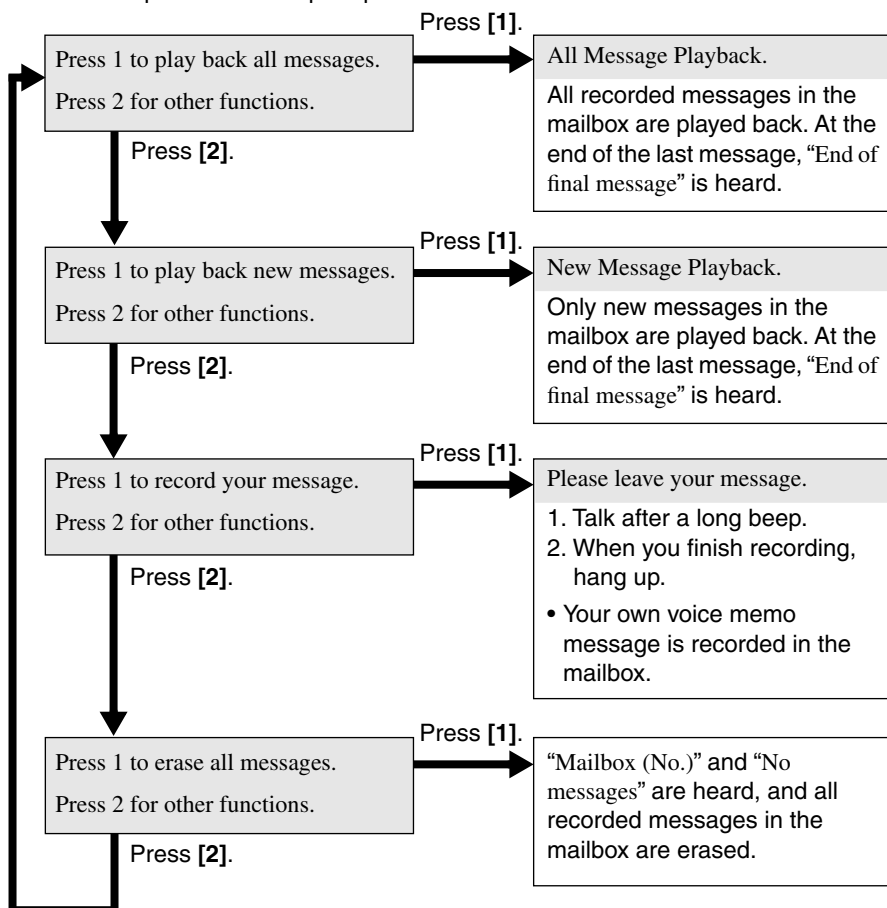 Press [1].
Press 1 to play back all messages.
Press 2 for other functions.
All Message Playback.
All recorded messages in the
mailbox are played back. At the
end of the last message, “End of
final message” is heard.
Press [2].
Press [1].
Press 1 to play back new messages.
Press 2 for other functions.
New Message Playback.
Only new messages in the
mailbox are played back. At the
end of the last message, “End of
final message” is heard.
Press [2].
Press [1].
Press 1 to record your message.
Press 2 for other functions.
Please leave your message.
1. Talk after a long beep.
2. When you finish recording,
hang up.
• Your own voice memo
message is recorded in the
mailbox.
Press [2].
Press [1].
Press 1 to erase all messages.
Press 2 for other functions.
“Mailbox (No.)” and “No
messages” are heard, and all
recorded messages in the
mailbox are erased.
Press [2].